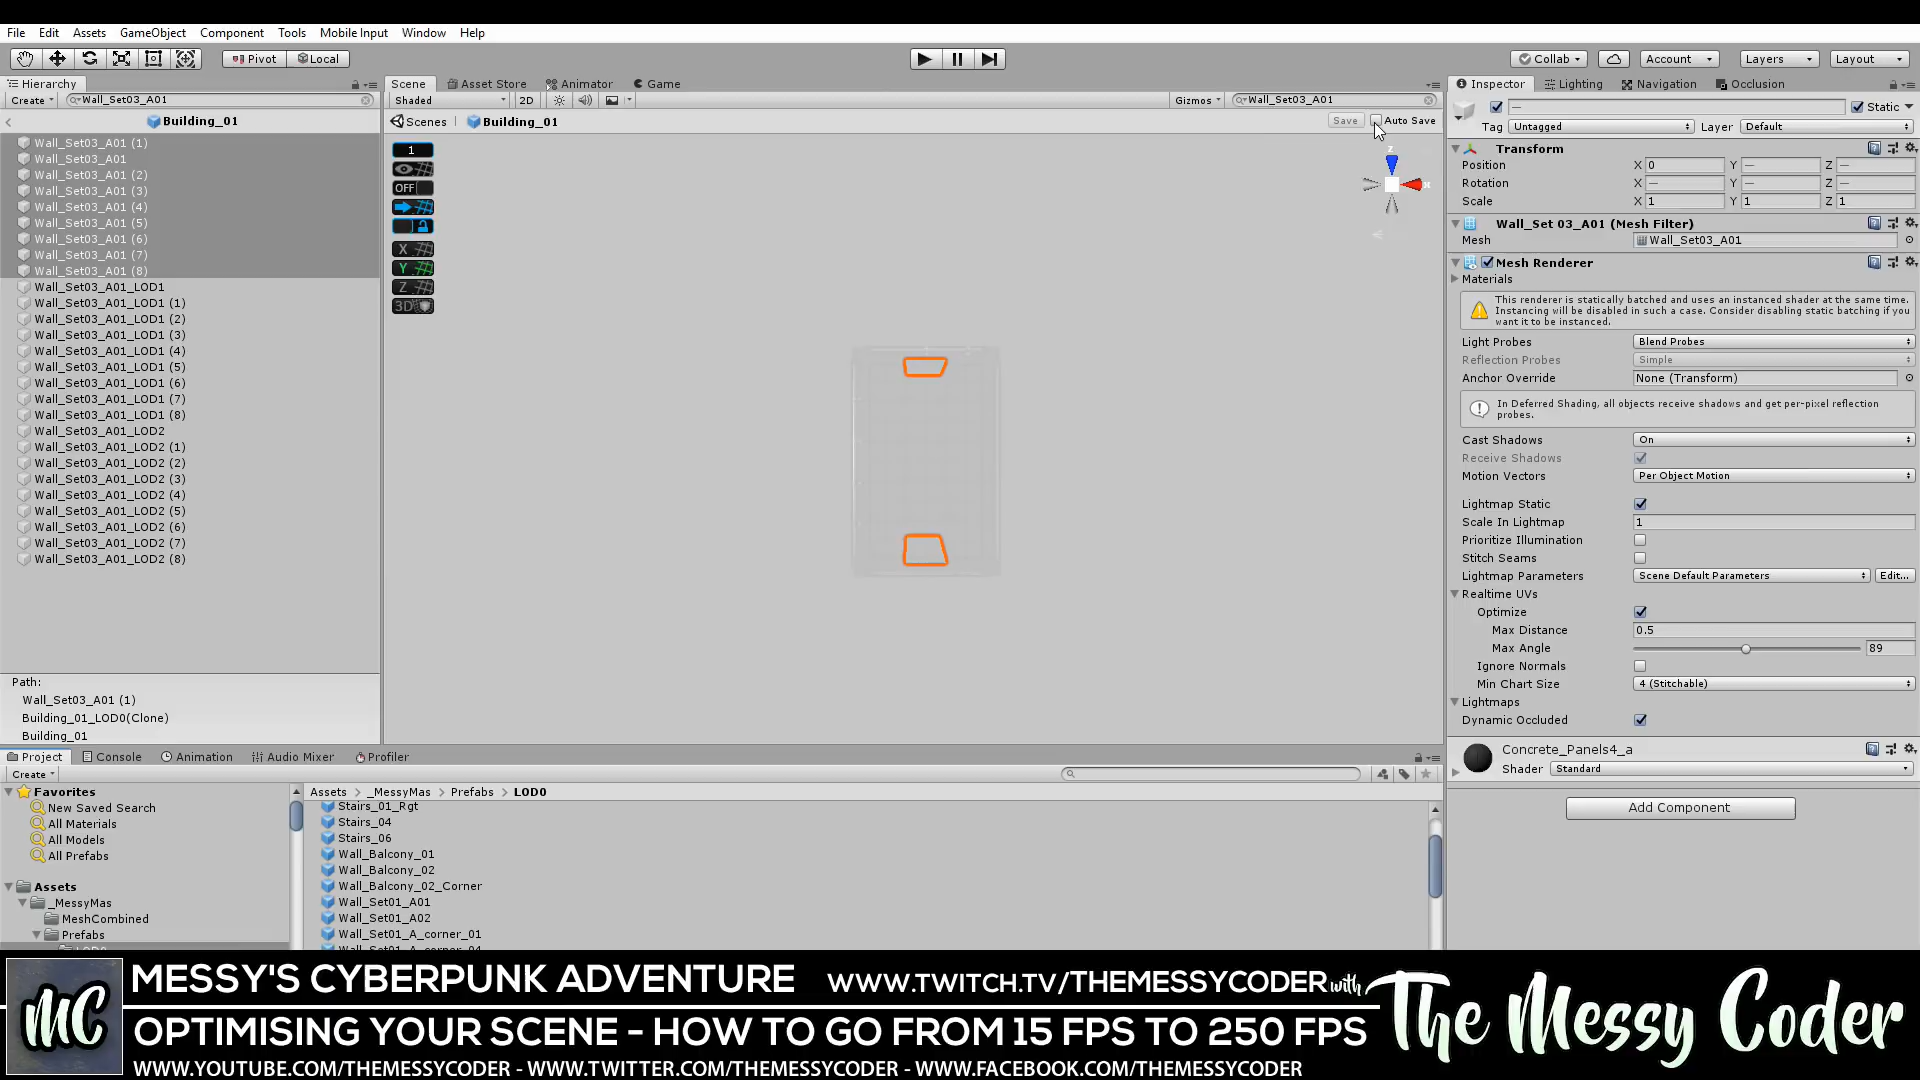 File Edit Assets GameObject Component Tools Mobile Input Window Help
Pivot Local Collab Account Layers Layout
Hierarchy
Create Wall_Set03_A01
Building_01
Wall_Set03_A01 (1)
Wall_Set03_A01
Wall_Set03_A01 (2)
Wall_Set03_A01 (3)
Wall_Set03_A01 (4)
Wall_Set03_A01 (5)
Wall_Set03_A01 (6)
Wall_Set03_A01 (7)
Wall_Set03_A01 (8)
Wall_Set03_A01_LOD1
Wall_Set03_A01_LOD1 (1)
Wall_Set03_A01_LOD1 (2)
Wall_Set03_A01_LOD1 (3)
Wall_Set03_A01_LOD1 (4)
Wall_Set03_A01_LOD1 (5)
Wall_Set03_A01_LOD1 (6)
Wall_Set03_A01_LOD1 (7)
Wall_Set03_A01_LOD1 (8)
Wall_Set03_A01_LOD2
Wall_Set03_A01_LOD2 (1)
Wall_Set03_A01_LOD2 (2)
Wall_Set03_A01_LOD2 (3)
Wall_Set03_A01_LOD2 (4)
Wall_Set03_A01_LOD2 (5)
Wall_Set03_A01_LOD2 (6)
Wall_Set03_A01_LOD2 (7)
Wall_Set03_A01_LOD2 (8)
Path:
Wall_Set03_A01 (1)
Building_01_LOD0(Clone)
Building_01
Scene Asset Store Animator Game
Shaded 2D Gizmos Wall_Set03_A01
Scenes Building_01 Save Auto Save
1
OFF
X
Y
Z
3D
z
x
Inspector Lighting Navigation Occlusion
— Static
Tag Untagged Layer Default
Transform
Position X 0 Y — Z —
Rotation X — Y — Z —
Scale X 1 Y 1 Z 1
Wall_Set 03_A01 (Mesh Filter)
Mesh Wall_Set03_A01
Mesh Renderer
Materials
This renderer is statically batched and uses an instanced shader at the same time.
Instancing will be disabled in such a case. Consider disabling static batching if you
want it to be instanced.
Light Probes Blend Probes
Reflection Probes Simple
Anchor Override None (Transform)
In Deferred Shading, all objects receive shadows and get per-pixel reflection
probes.
Cast Shadows On
Receive Shadows
Motion Vectors Per Object Motion
Lightmap Static
Scale In Lightmap 1
Prioritize Illumination
Stitch Seams
Lightmap Parameters Scene Default Parameters Edit...
Realtime UVs
Optimize
Max Distance 0.5
Max Angle 89
Ignore Normals
Min Chart Size 4 (Stitchable)
Lightmaps
Dynamic Occluded
Concrete_Panels4_a
Shader Standard
Add Component
Project Console Animation Audio Mixer Profiler
Create
Favorites
New Saved Search
All Materials
All Models
All Prefabs
Assets
_MessyMas
MeshCombined
Prefabs
LOD0
Assets _MessyMas Prefabs LOD0
Stairs_01_Rgt
Stairs_04
Stairs_06
Wall_Balcony_01
Wall_Balcony_02
Wall_Balcony_02_Corner
Wall_Set01_A01
Wall_Set01_A02
Wall_Set01_A_corner_01
Wall_Set01_A_corner_04
MC
MESSY'S CYBERPUNK ADVENTURE WWW.TWITCH.TV/THEMESSYCODER with The Messy Coder
OPTIMISING YOUR SCENE - HOW TO GO FROM 15 FPS TO 250 FPS
WWW.YOUTUBE.COM/THEMESSYCODER - WWW.TWITTER.COM/THEMESSYCODER - WWW.FACEBOOK.COM/THEMESSYCODER